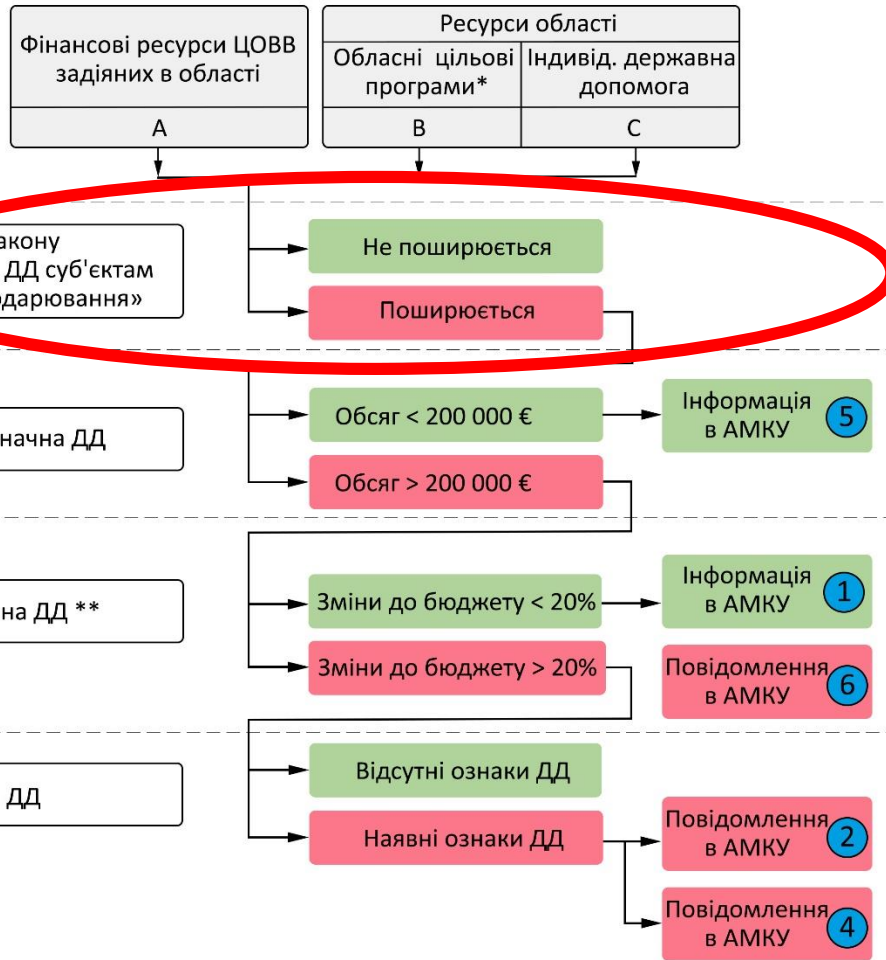 Фінансові ресурси ЦОВВ
задіяних в області
А
Ресурси області
Обласні цільові
програми*
Індивід. державна
допомога
В
С
акону
ДД суб'єктам
одарювання»
Не поширюється
Поширюється
начна ДД
Обсяг < 200 000 €
Інформація
в АМКУ
5
Обсяг > 200 000 €
на ДД **
Зміни до бюджету < 20%
Інформація
в АМКУ
1
Зміни до бюджету > 20%
Повідомлення
в АМКУ
6
ДД
Відсутні ознаки ДД
Наявні ознаки ДД
Повідомлення
в АМКУ
2
Повідомлення
в АМКУ
4